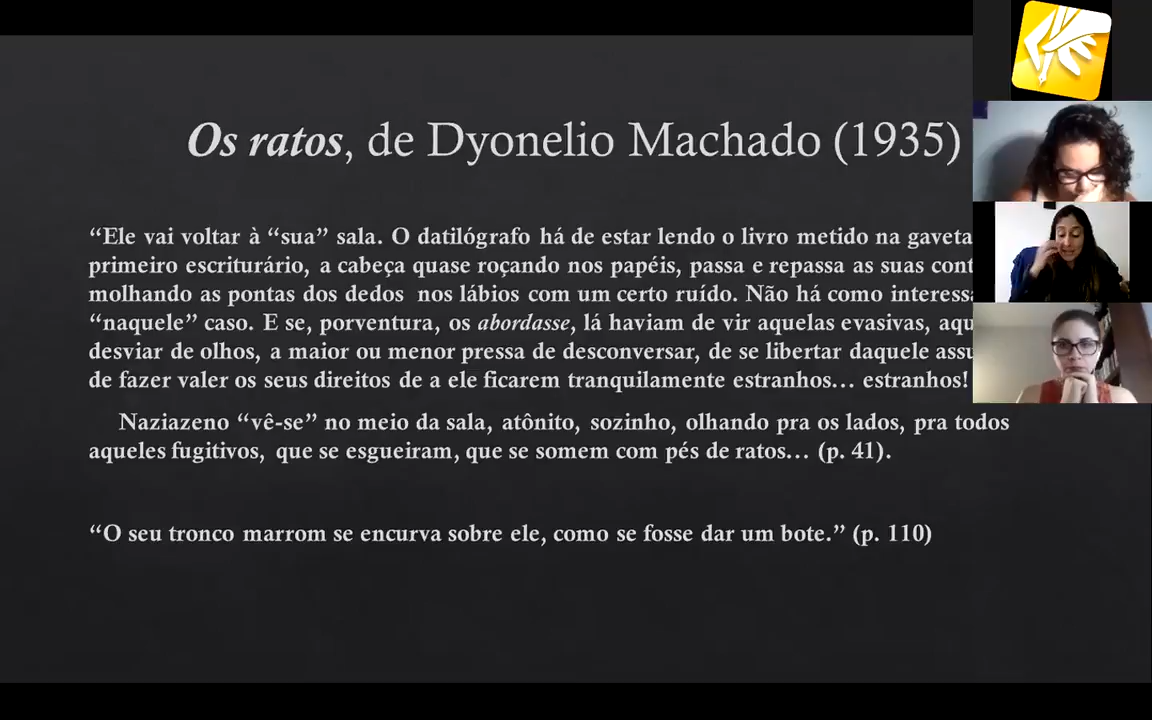 Os ratos, de Dyonelio Machado (1935)
“Ele vai voltar à “sua” sala. O datilógrafo há de estar lendo o livro metido na gaveta
primeiro escriturário, a cabeça quase roçando nos papéis, passa e repassa as suas
molhando as pontas dos dedos nos lábios com um certo ruído. Não há como
“naquele” caso. E se, porventura, os abordasse, lá haviam de vir aquelas evasivas,
desviar de olhos, a maior ou menor pressa de desconversar, de se libertar daquele
de fazer valer os seus direitos de a ele ficarem tranquilamente estranhos… estranhos!
Naziazeno “vê-se” no meio da sala, atônito, sozinho, olhando pra os lados, pra todos
aqueles fugitivos, que se esgueiram, que se somem com pés de ratos… (p. 41).
“O seu tronco marrom se encurva sobre ele, como se fosse dar um bote.” (p. 110)